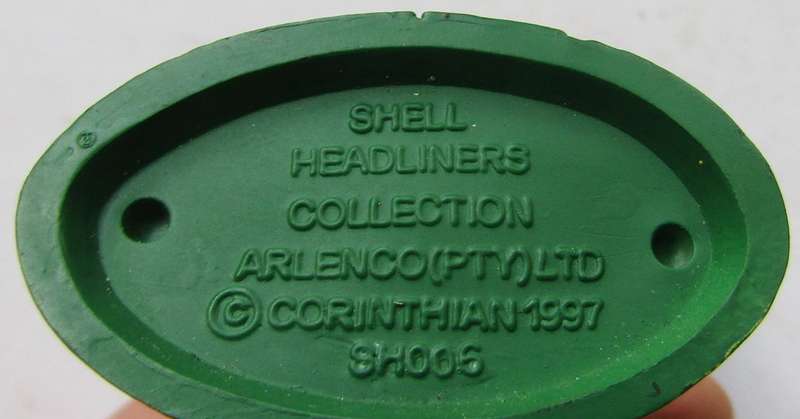 SHELL
HEADLINERS
COLLECTION
ARLENCO(PTY)LTD
© CORINTHIAN 1997
SH006